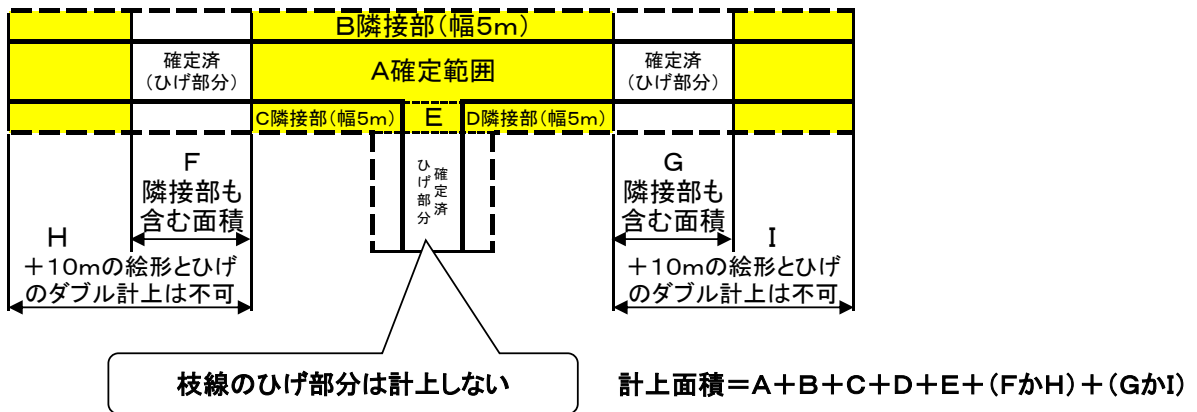 B隣接部(幅5m)
確定済
(ひげ部分)
A確定範囲
確定済
(ひげ部分)
C隣接部(幅5m)
E
D隣接部(幅5m)
確定済
ひげ部分
F
隣接部も
含む面積
G
隣接部も
含む面積
H
+10mの絵形とひげ
のダブル計上は不可
I
+10mの絵形とひげ
のダブル計上は不可
枝線のひげ部分は計上しない
計上面積=A+B+C+D+E+(FかH)+(GかI)